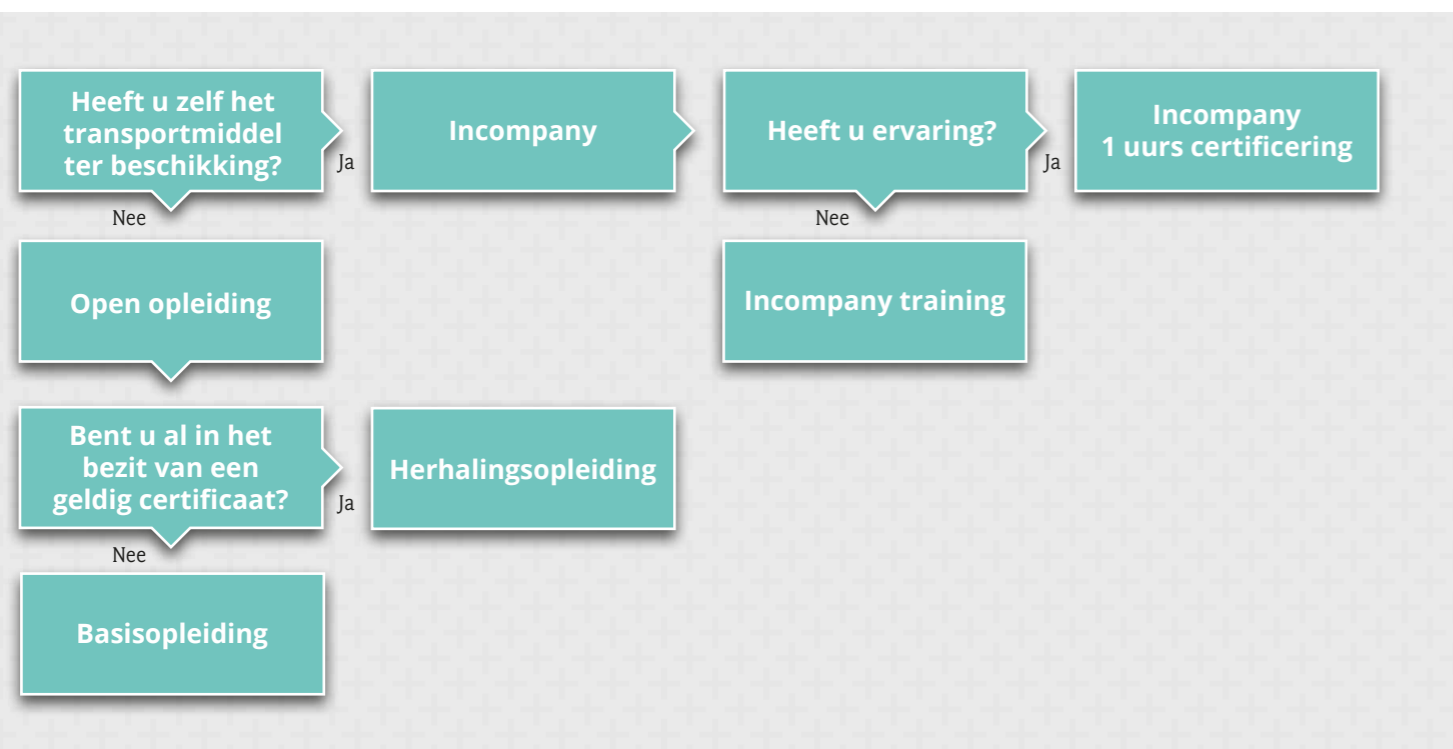 Heeft u zelf het
transportmiddel
ter beschikking?
Ja
Incompany
Heeft u ervaring?
Ja
Incompany
1 uurs certificering
Nee
Nee
Open opleiding
Incompany training
Bent u al in het
bezit van een
geldig certificaat?
Ja
Herhalingsopleiding
Nee
Basisopleiding